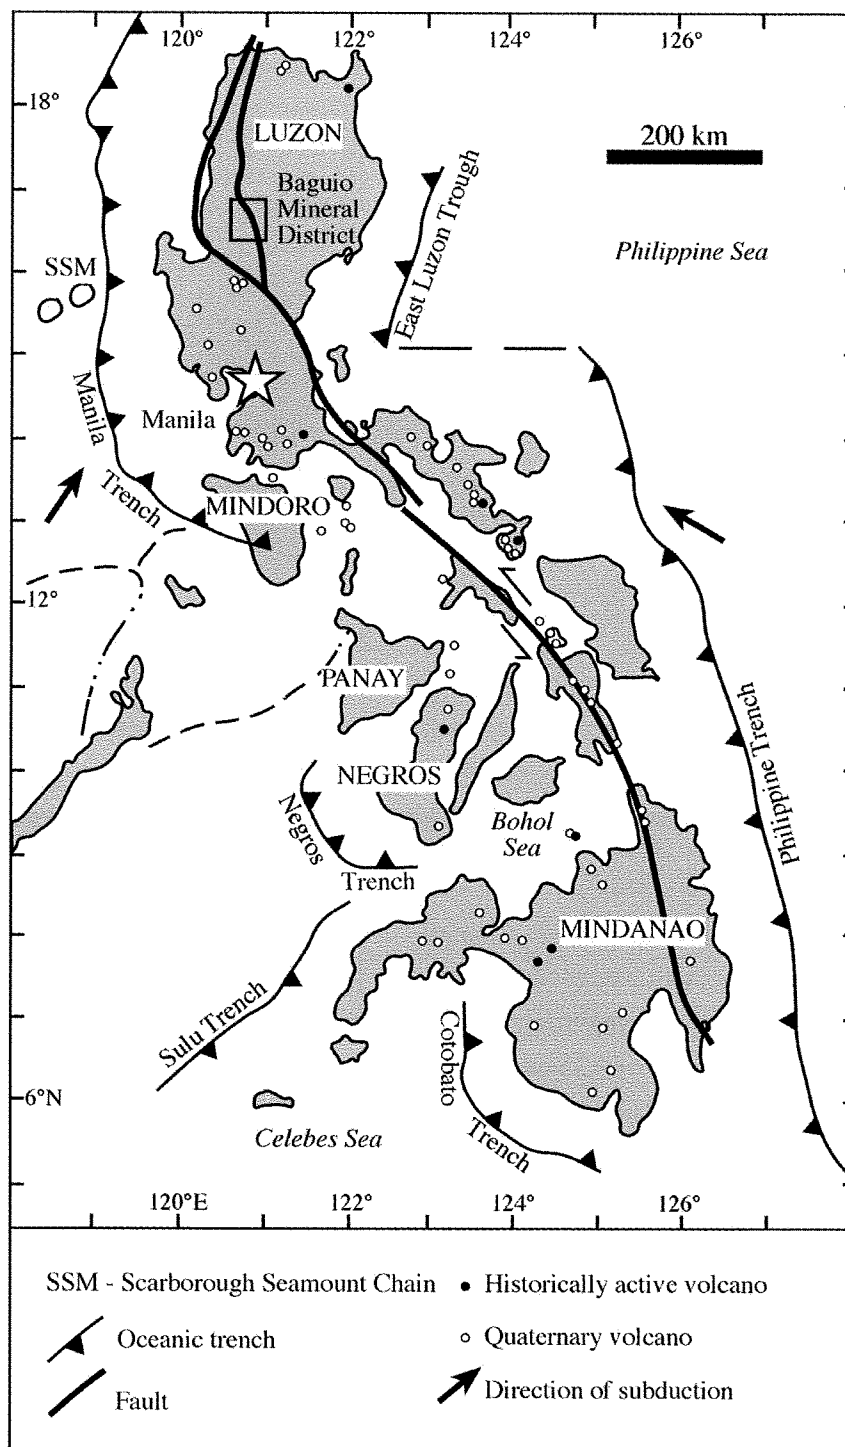 120°
122°
124°
126°
18°
LUZON
200 km
Baguio
Mineral
District
East Luzon Trough
Philippine Sea
SSM
Manila
Manila
Trench
MINDORO
12°
PANAY
Philippine Trench
NEGROS
Negros
Trench
Bohol
Sea
MINDANAO
Sulu Trench
Cotobato
Trench
6°N
Celebes Sea
120°E
122°
124°
126°
SSM - Scarborough Seamount Chain
Historically active volcano
Oceanic trench
Quaternary volcano
Fault
Direction of subduction